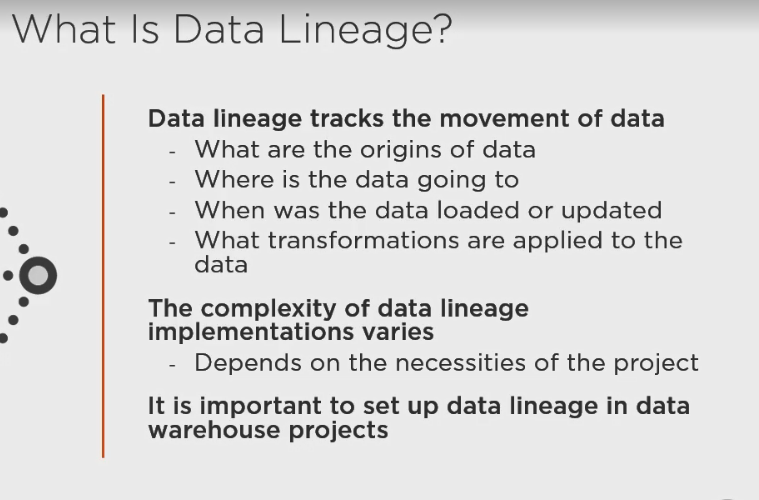 What Is Data Lineage?
Data lineage tracks the movement of data
- What are the origins of data
- Where is the data going to
- When was the data loaded or updated
- What transformations are applied to the
data
The complexity of data lineage
implementations varies
- Depends on the necessities of the project
It is important to set up data lineage in data
warehouse projects